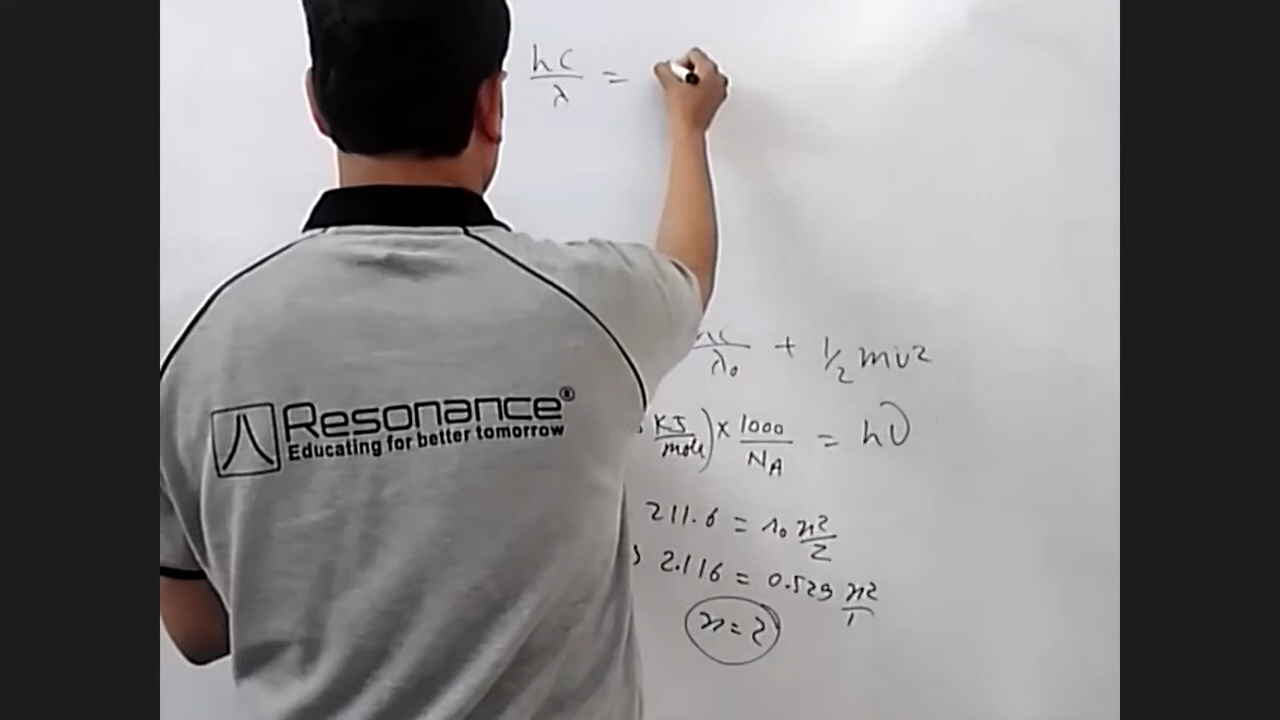 hc/λ =
hc/λ₀ + 1/2 mv²
KJ/mole) × 1000/N_A = hν
211.6 = r₀ n²/Z
2.116 = 0.529 n²/1
n=2
Resonance®
Educating for better tomorrow